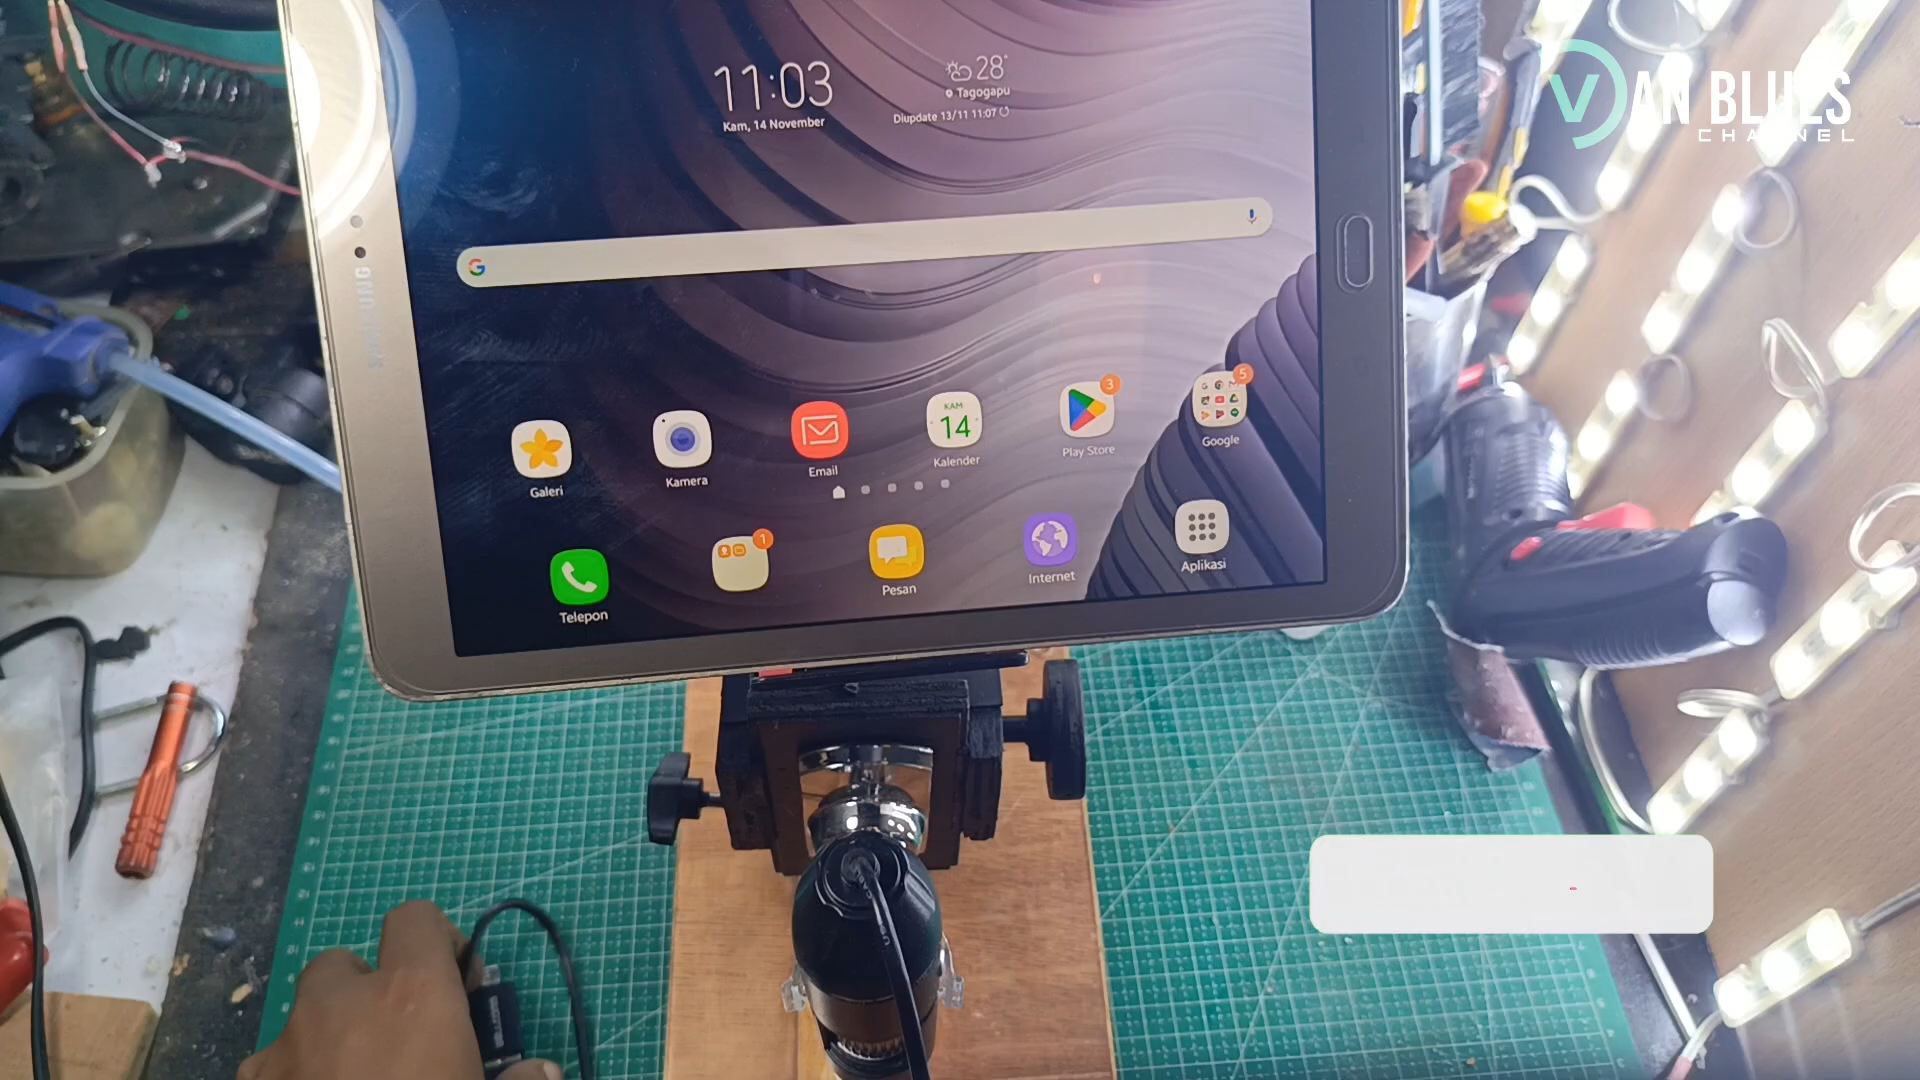 11:03
Kam, 14 November
28°
Tagogapu
Diupdate 13/11 11:07
VAN BLUES
CHANNEL
SAMSUNG
G
Galeri
Kamera
Email
KAM
14
Kalender
3
Play Store
5
Google
Telepon
1
Pesan
Internet
Aplikasi